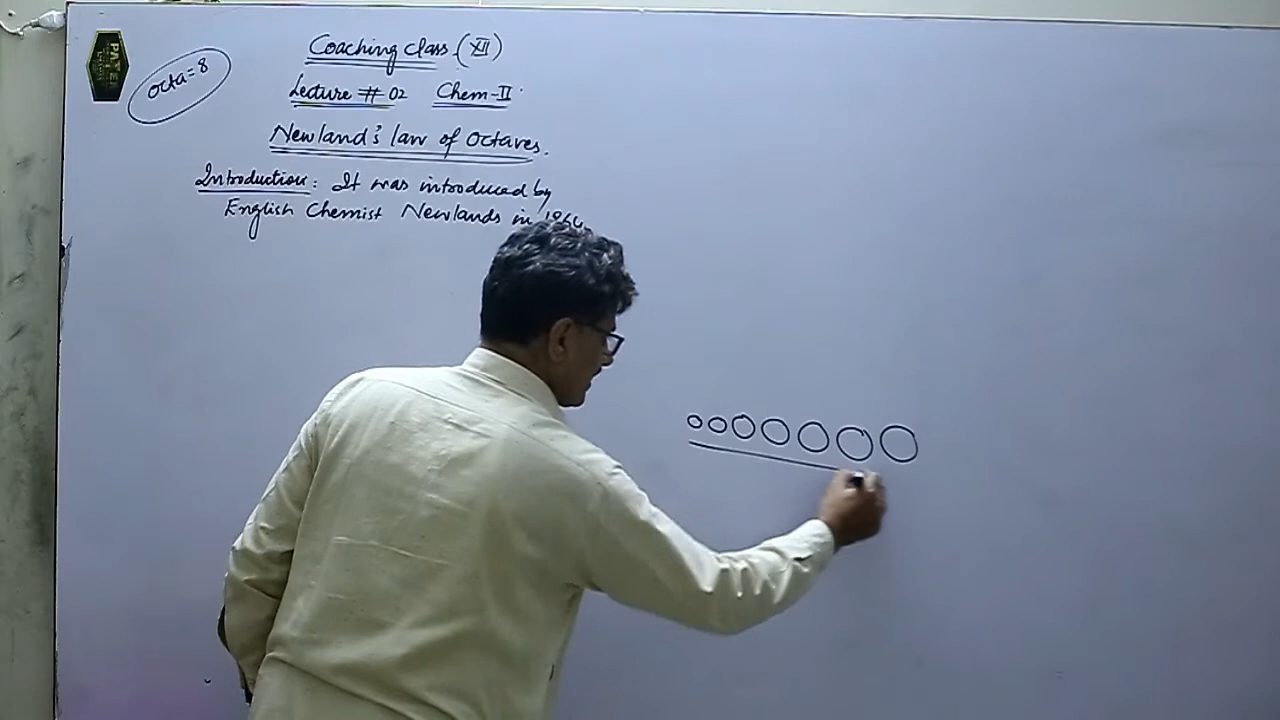 octa=8
Coaching class (XII)
Lecture # 02 Chem-II
Newland's law of Octaves.
Introduction: It was introduced by
English Chemist Newlands in